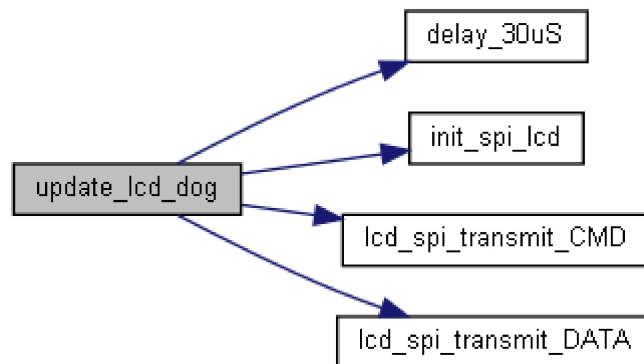 delay_30uS
init_spi_lcd
update_lcd_dog
lcd_spi_transmit_CMD
lcd_spi_transmit_DATA